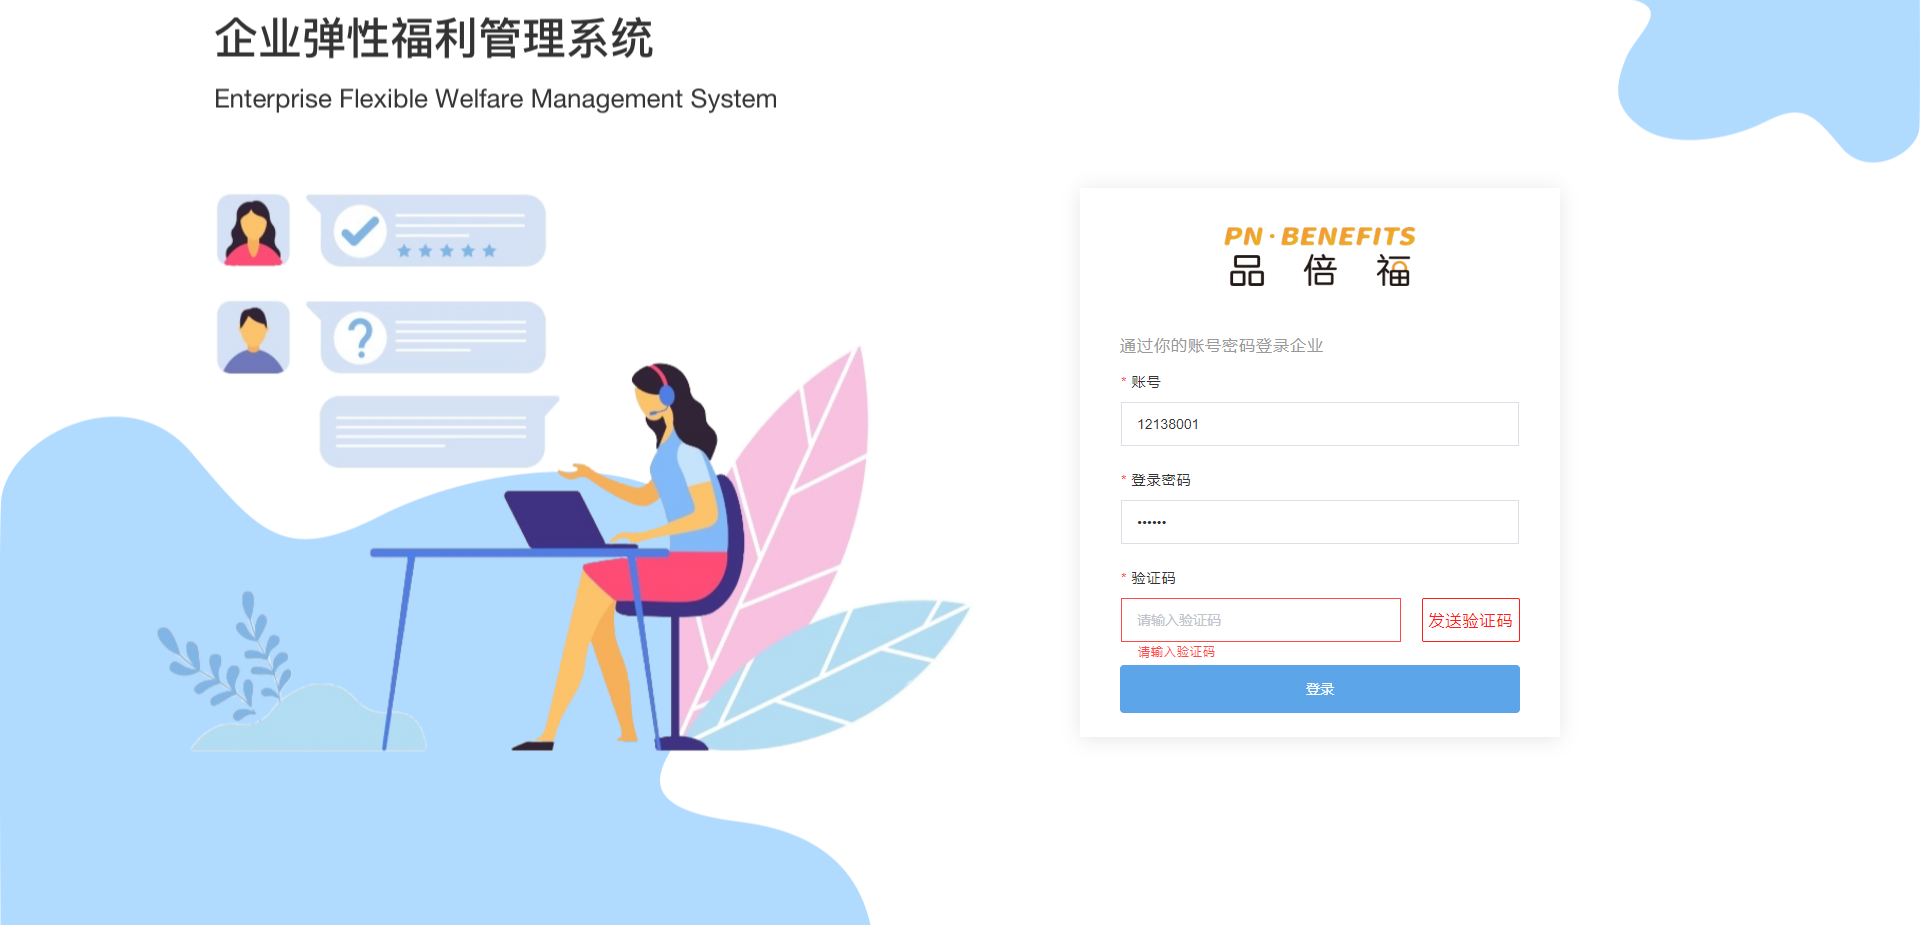 企业弹性福利管理系统
Enterprise Flexible Welfare Management System
PN·BENEFITS
品倍福
通过你的账号密码登录企业
* 账号
12138001
* 登录密码
••••••
* 验证码
请输入验证码
发送验证码
请输入验证码
登录